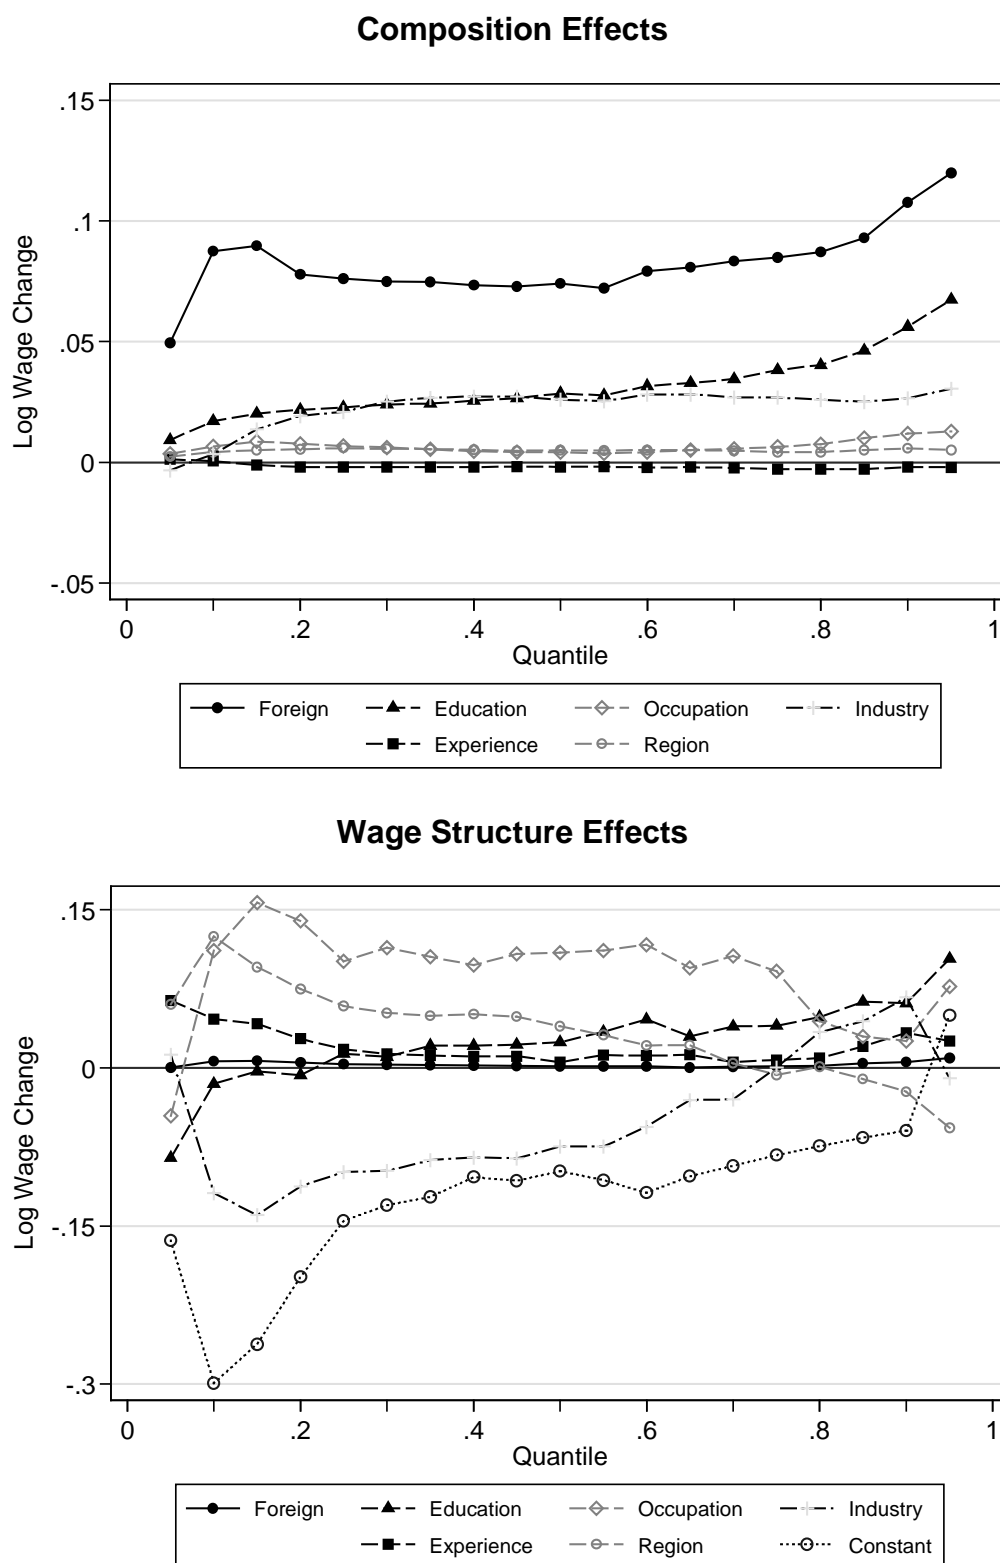 Composition Effects
.15
.1
.05
0
-.05
Log Wage Change
0 .2 .4 .6 .8 1
Quantile
Foreign Education Occupation Industry
Experience Region
Wage Structure Effects
.15
0
-.15
-.3
Log Wage Change
0 .2 .4 .6 .8 1
Quantile
Foreign Education Occupation Industry
Experience Region Constant